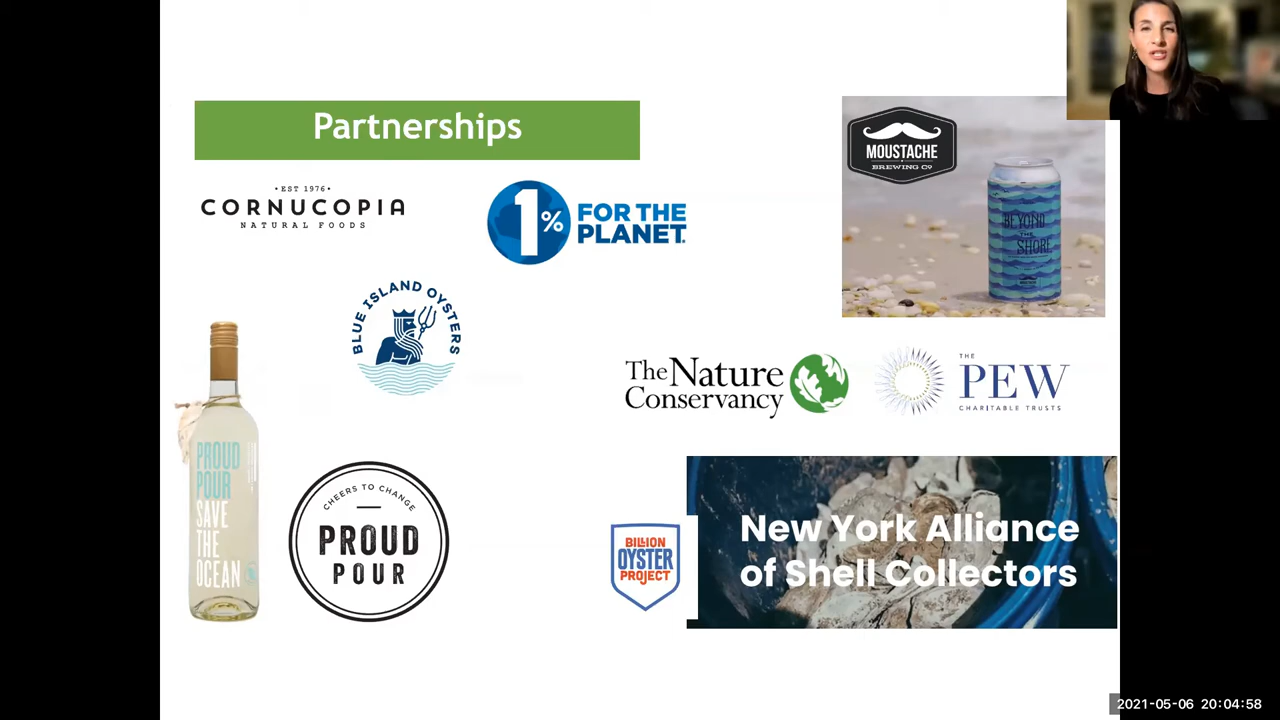 Partnerships
• EST 1976 •
CORNUCOPIA
NATURAL FOODS
1%
FOR THE
PLANET.
MOUSTACHE
BREWING Cº
BEYOND
THE
SHORE
MOUSTACHE
BLUE ISLAND OYSTERS
The Nature
Conservancy
THE
PEW
CHARITABLE TRUSTS
PROUD
POUR
SAVE
THE
OCEAN
CHEERS TO CHANGE
PROUD
POUR
BILLION
OYSTER
PROJECT
New York Alliance
of Shell Collectors
2021-05-06 20:04:58